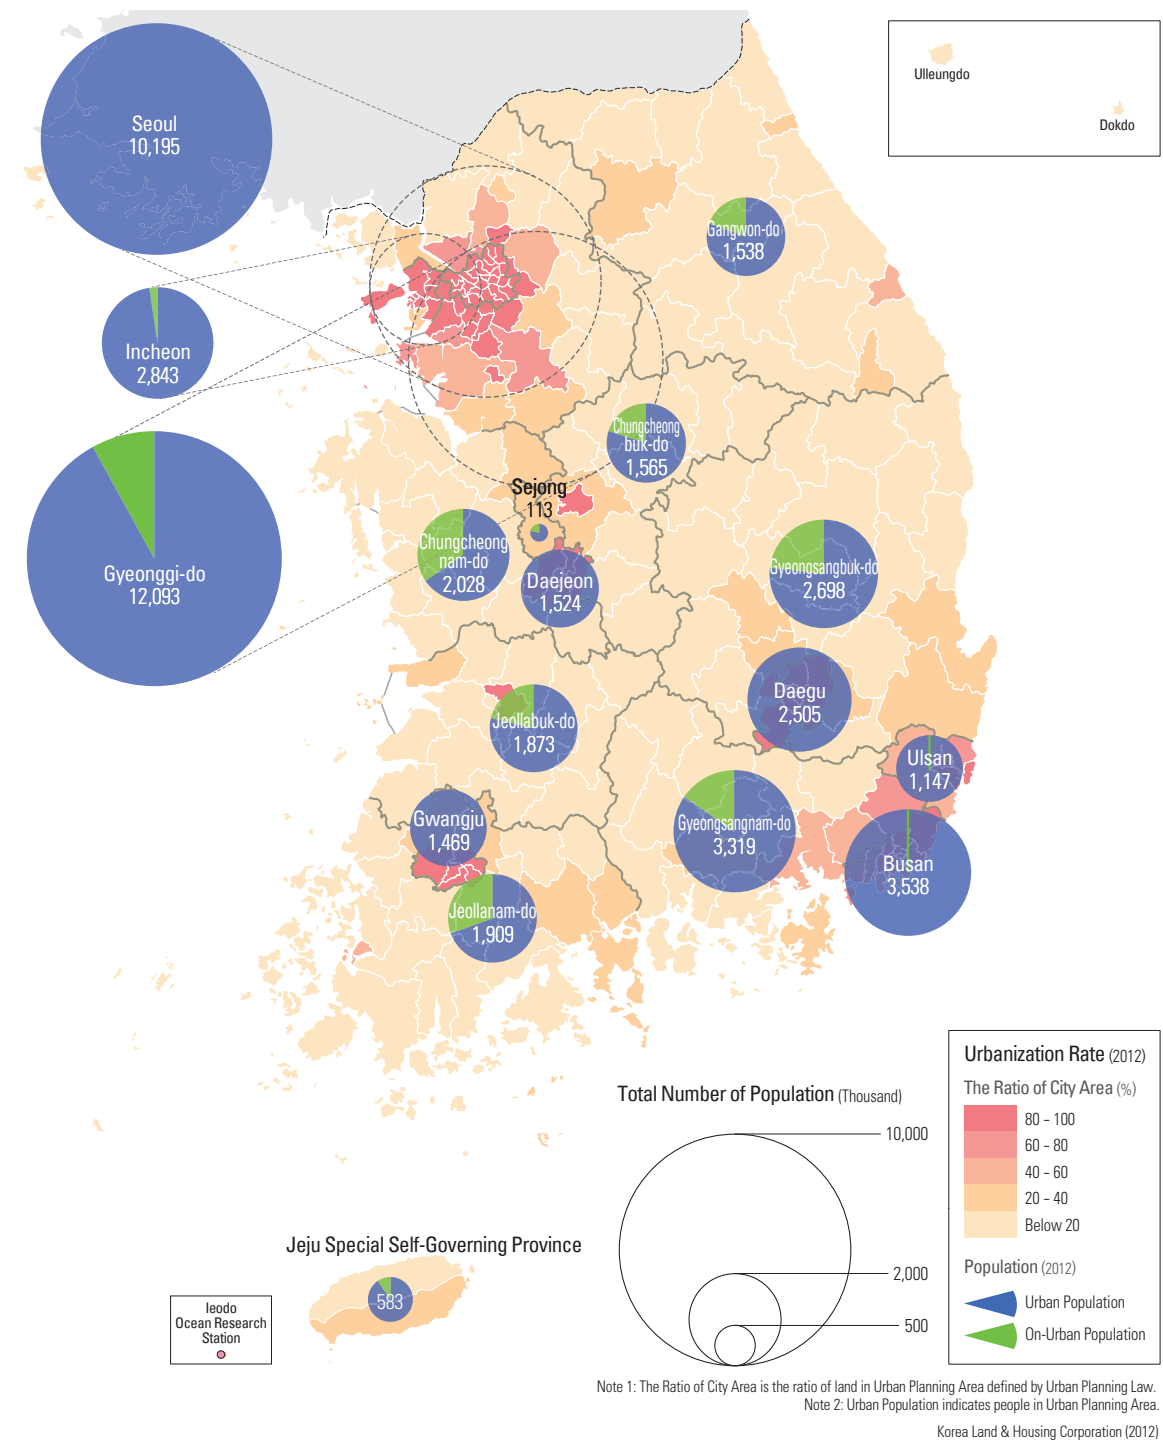 Seoul
10,195
Ulleungdo
Dokdo
Gangwon-do
1,538
Incheon
2,843
Chungcheong
buk-do
1,565
Sejong
113
Chungcheong
nam-do
2,028
Daejeon
1,524
Gyeongsangbuk-do
2,698
Gyeonggi-do
12,093
Daegu
2,505
Jeollabuk-do
1,873
Ulsan
1,147
Gwangju
1,469
Gyeongsangnam-do
3,319
Busan
3,538
Jeollanam-do
1,909
Urbanization Rate (2012)
The Ratio of City Area (%)
80 - 100
60 - 80
40 - 60
20 - 40
Below 20
Population (2012)
Urban Population
On-Urban Population
Total Number of Population (Thousand)
10,000
2,000
500
Jeju Special Self-Governing Province
583
Ieodo
Ocean Research
Station
Note 1: The Ratio of City Area is the ratio of land in Urban Planning Area defined by Urban Planning Law.
Note 2: Urban Population indicates people in Urban Planning Area.
Korea Land & Housing Corporation (2012)